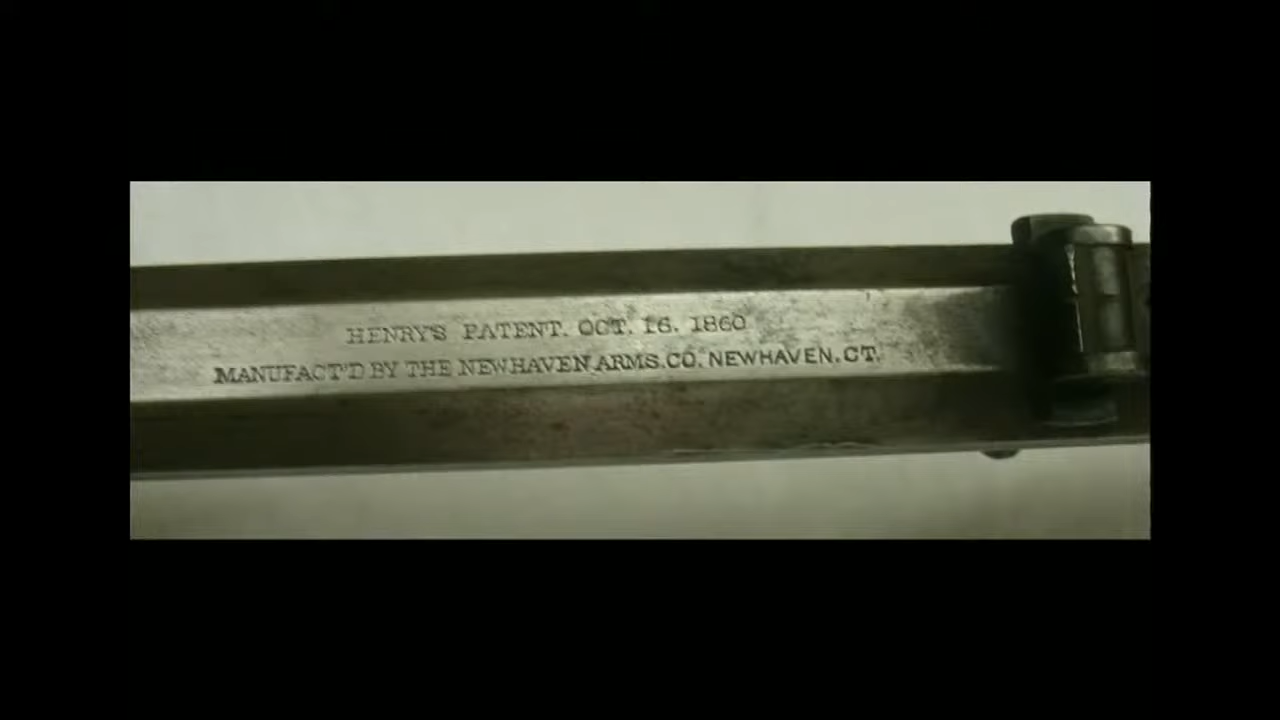 HENRY'S PATENT. OCT. 16. 1860
MANUFACT'D BY THE NEWHAVEN ARMS.CO. NEWHAVEN.CT.